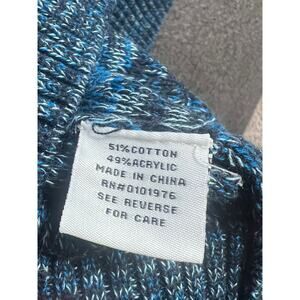 51% COTTON
49% ACRYLIC
MADE IN CHINA
RN#0101976
SEE REVERSE
FOR CARE